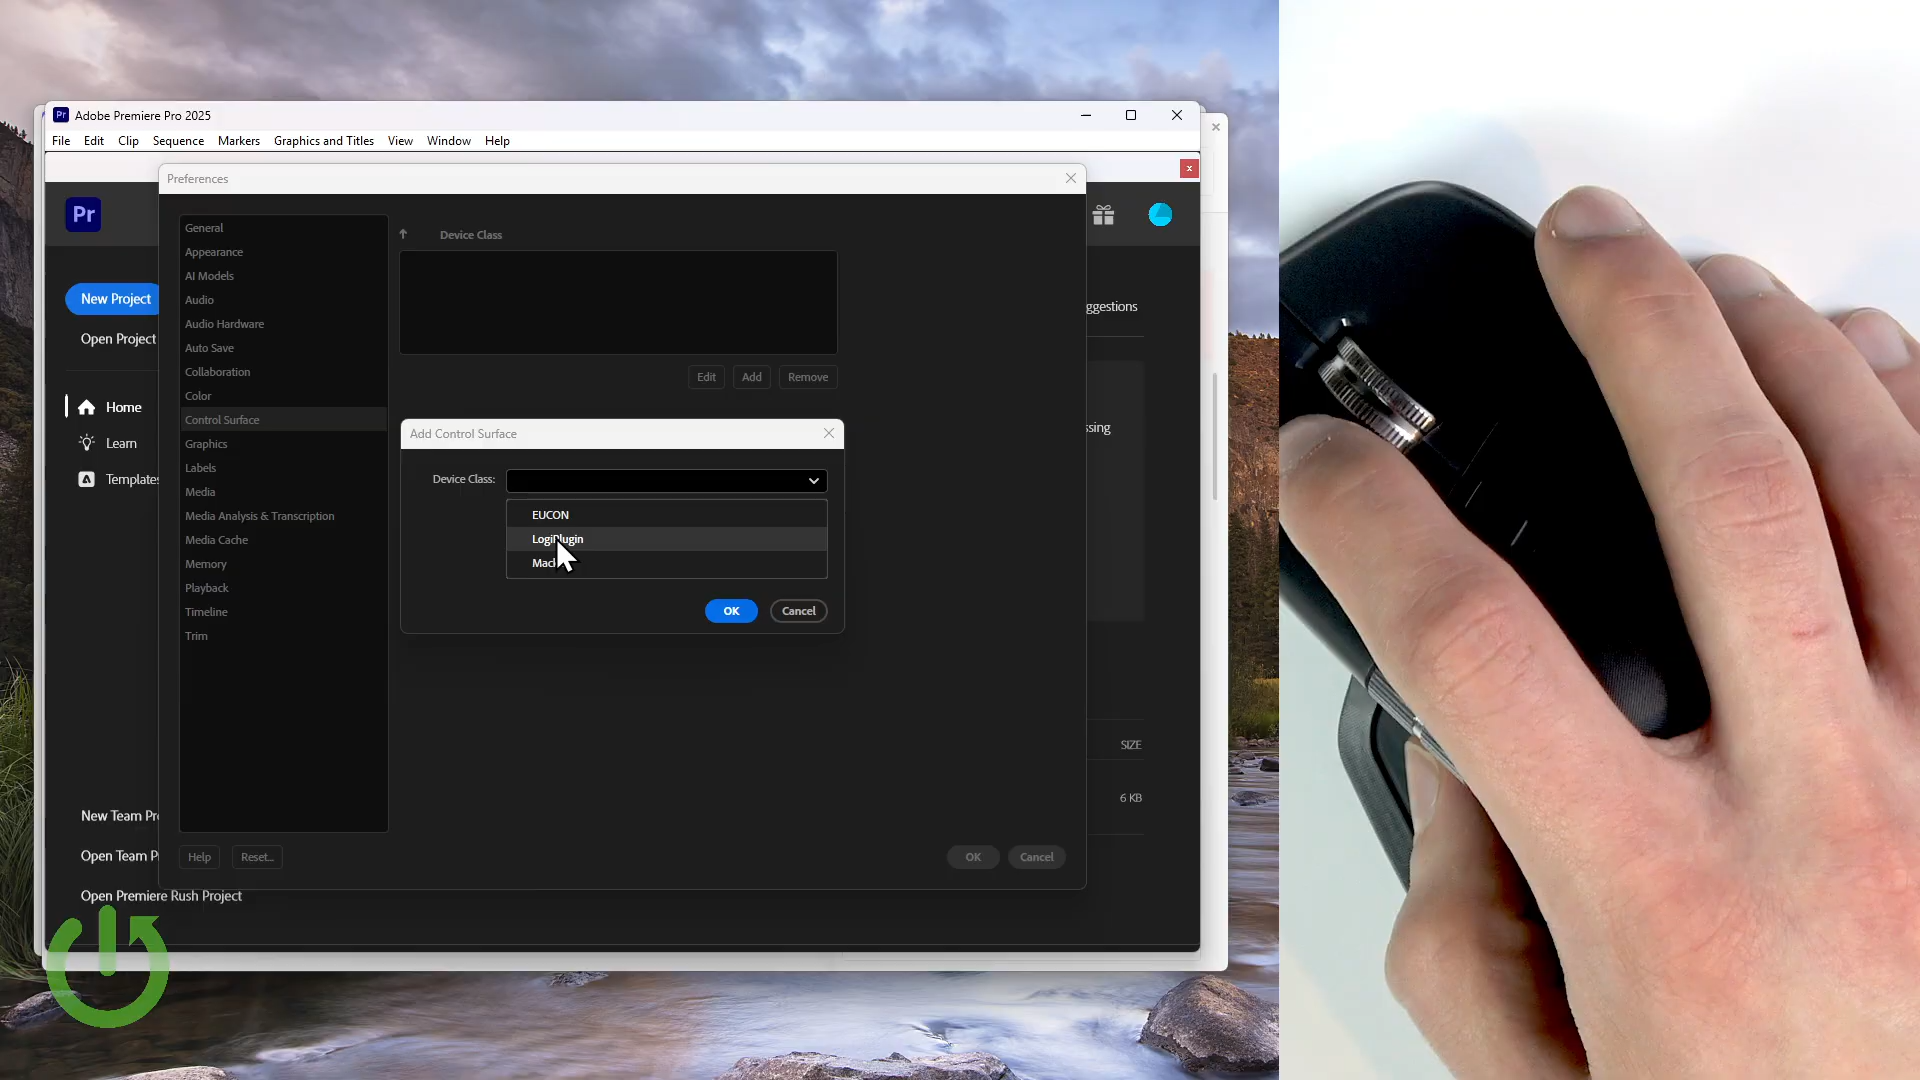 Pr Adobe Premiere Pro 2025
File Edit Clip Sequence Markers Graphics and Titles View Window Help
Preferences
Pr
General
Appearance
AI Models
Audio
Audio Hardware
Auto Save
Collaboration
Color
Control Surface
Graphics
Labels
Media
Media Analysis & Transcription
Media Cache
Memory
Playback
Timeline
Trim
Device Class
Edit Add Remove
New Project
Open Project
Home
Learn
Templates
Add Control Surface
Device Class:
EUCON
LogiPlugin
OK Cancel
ggestions
SIZE
6 KB
New Team Pr
Open Team P
Open Premiere Rush Project
Help Reset...
OK Cancel